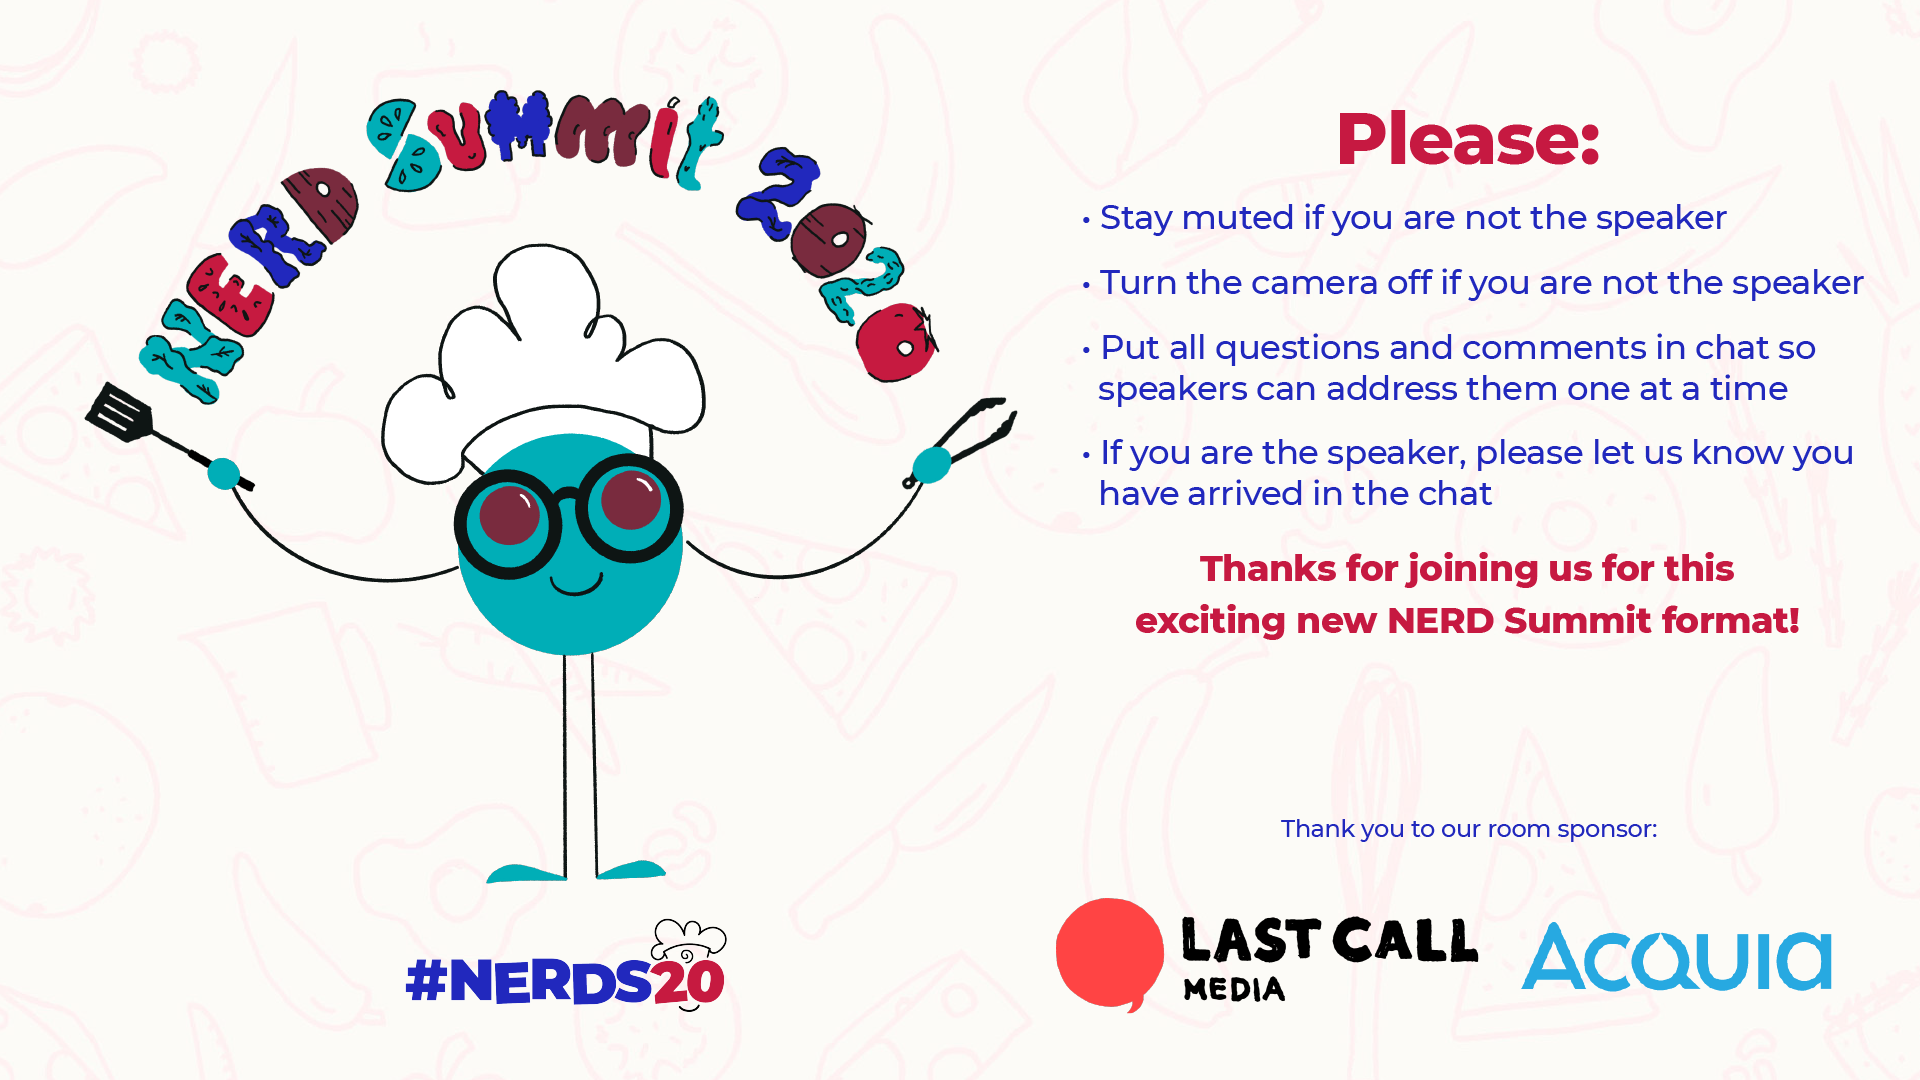 NERD Summit 2020
Please:
• Stay muted if you are not the speaker
• Turn the camera off if you are not the speaker
• Put all questions and comments in chat so
speakers can address them one at a time
• If you are the speaker, please let us know you
have arrived in the chat
Thanks for joining us for this
exciting new NERD Summit format!
Thank you to our room sponsor:
#NERDS20
LAST CALL
MEDIA
ACQUIA